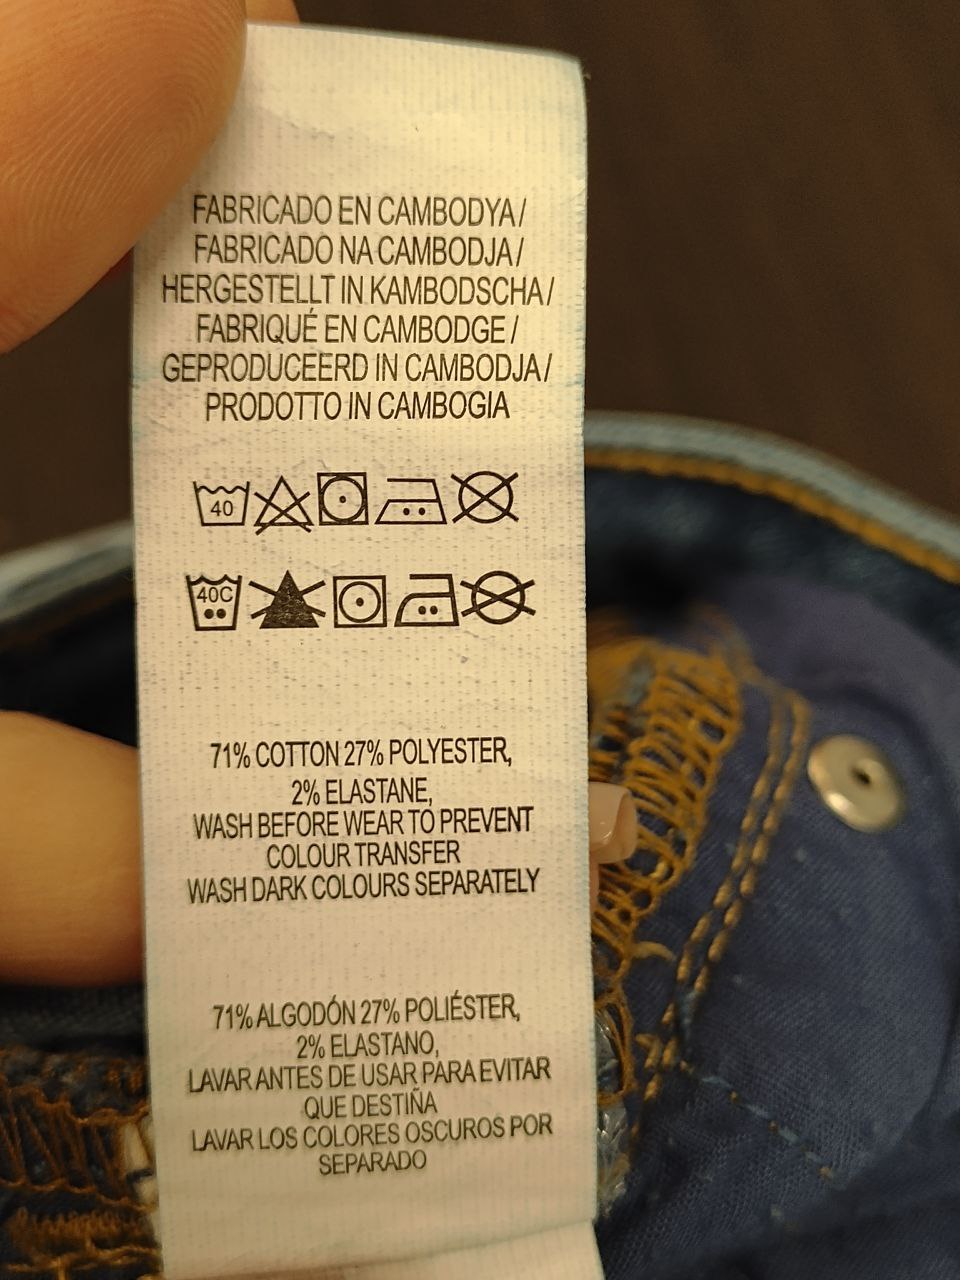 FABRICADO EN CAMBODYA/
FABRICADO NA CAMBODJA/
HERGESTELLT IN KAMBODSCHA/
FABRIQUÉ EN CAMBODGE/
GEPRODUCEERD IN CAMBODJA/
PRODOTTO IN CAMBOGIA
40
40C
71% COTTON 27% POLYESTER,
2% ELASTANE,
WASH BEFORE WEAR TO PREVENT
COLOUR TRANSFER
WASH DARK COLOURS SEPARATELY
71% ALGODÓN 27% POLIÉSTER,
2% ELASTANO,
LAVAR ANTES DE USAR PARA EVITAR
QUE DESTIÑA
LAVAR LOS COLORES OSCUROS POR
SEPARADO